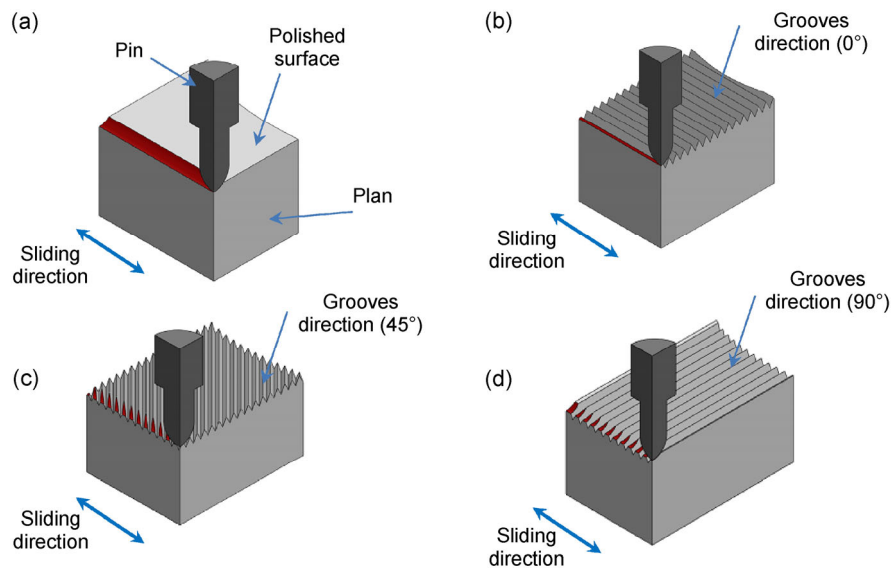 (a)
Pin
Polished
surface
Plan
Sliding
direction
(b)
Grooves
direction (0°)
Sliding
direction
(c)
Grooves
direction (45°)
Sliding
direction
(d)
Grooves
direction (90°)
Sliding
direction